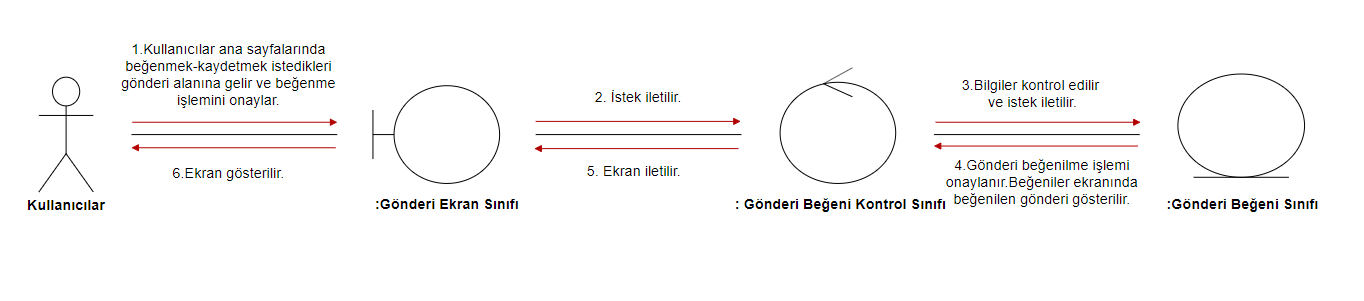 1.Kullanıcılar ana sayfalarında
beğenmek-kaydetmek istedikleri
gönderi alanına gelir ve beğenme
işlemini onaylar.
6.Ekran gösterilir.
Kullanıcılar
:Gönderi Ekran Sınıfı
2. İstek iletilir.
5. Ekran iletilir.
: Gönderi Beğeni Kontrol Sınıfı
3.Bilgiler kontrol edilir
ve istek iletilir.
4.Gönderi beğenilme işlemi
onaylanır.Beğeniler ekranında
beğenilen gönderi gösterilir.
:Gönderi Beğeni Sınıfı